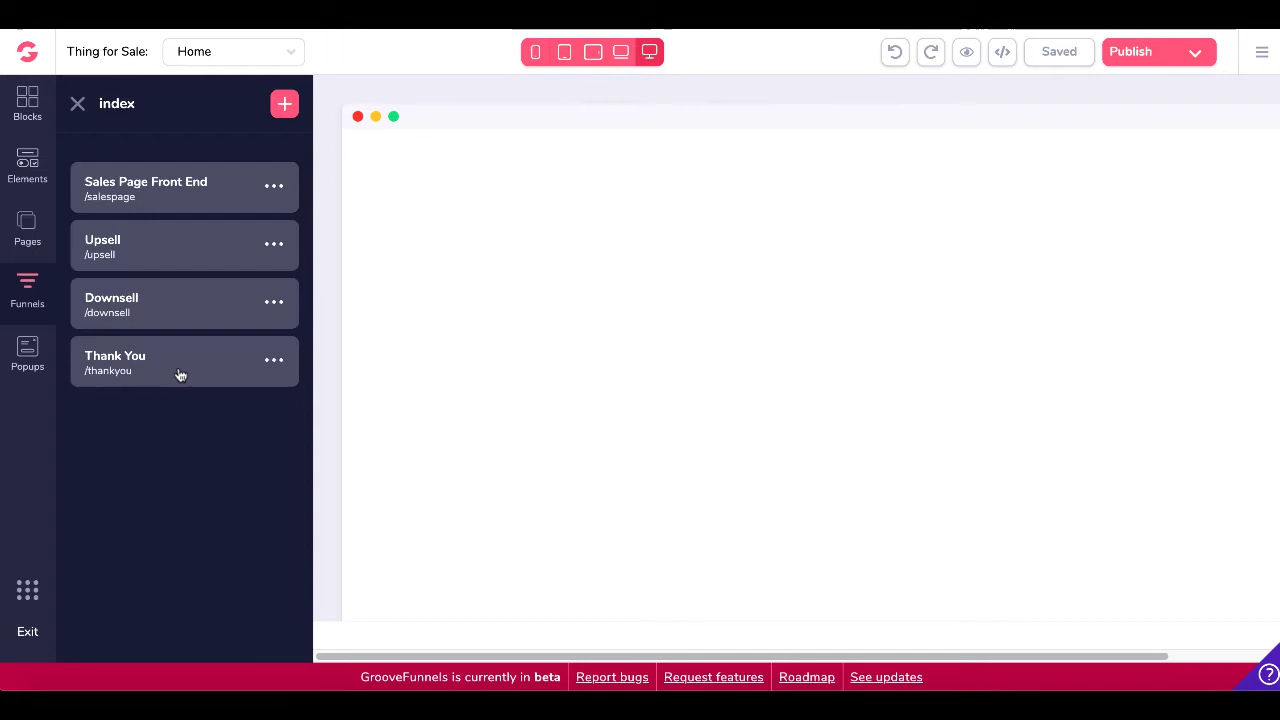 Thing for Sale: Home
Saved
Publish
Blocks
Elements
Pages
Funnels
Popups
Exit
index
Sales Page Front End
/salespage
Upsell
/upsell
Downsell
/downsell
Thank You
/thankyou
GrooveFunnels is currently in beta Report bugs Request features Roadmap See updates
?